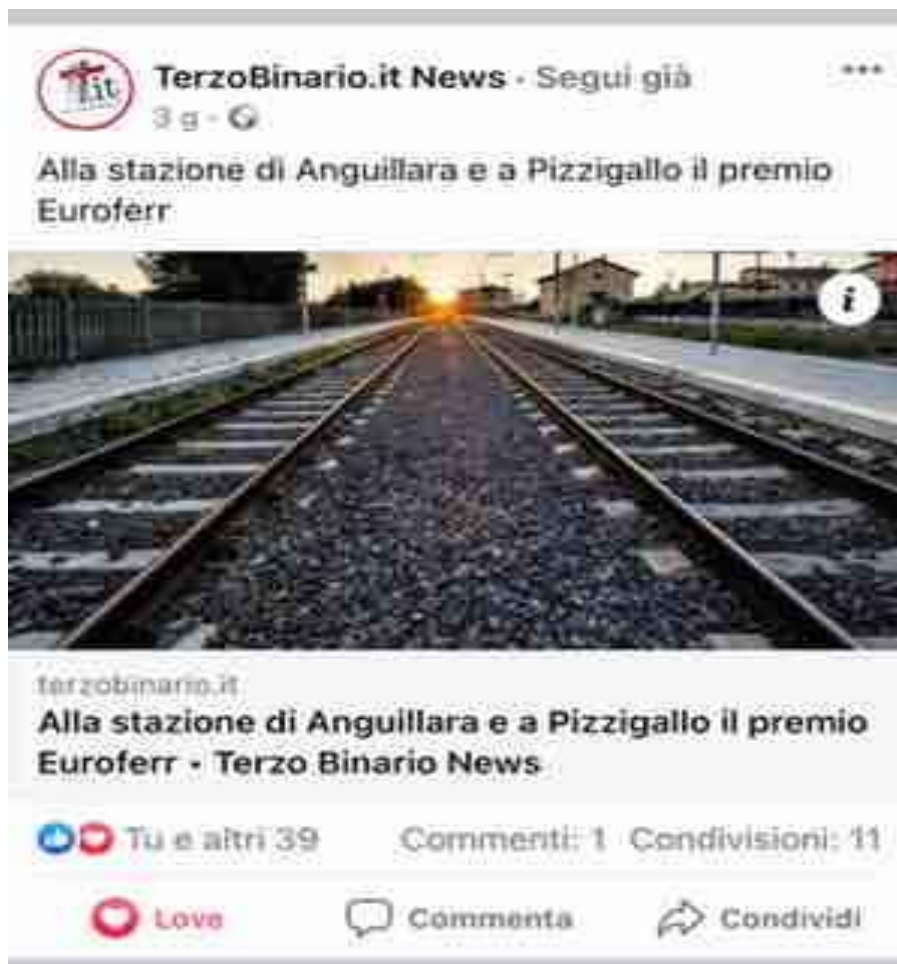 TerzoBinario.it News · Segui già
3 g ·
Alla stazione di Anguillara e a Pizzigallo il premio
Euroferr
terzobinario.it
Alla stazione di Anguillara e a Pizzigallo il premio
Euroferr • Terzo Binario News
Tu e altri 39 Commenti: 1 Condivisioni: 11
Love Commenta Condividi